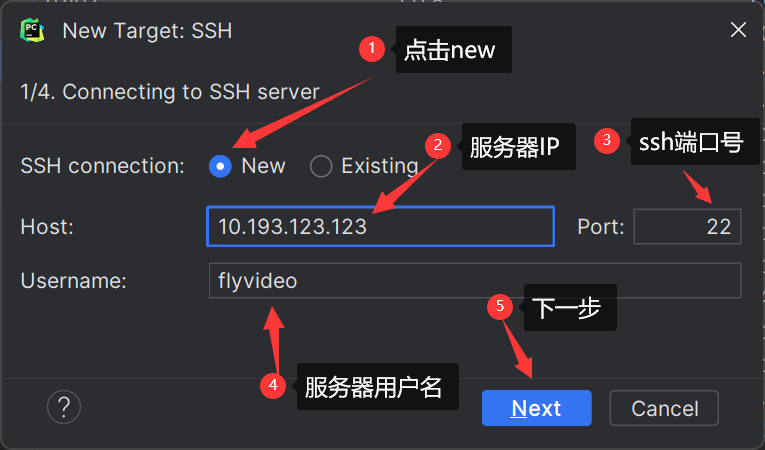 PC
New Target: SSH
1 点击new
1/4. Connecting to SSH server
2 服务器IP
3 ssh端口号
SSH connection: New Existing
Host: 10.193.123.123 Port: 22
Username: flyvideo
5 下一步
4 服务器用户名
? Next Cancel